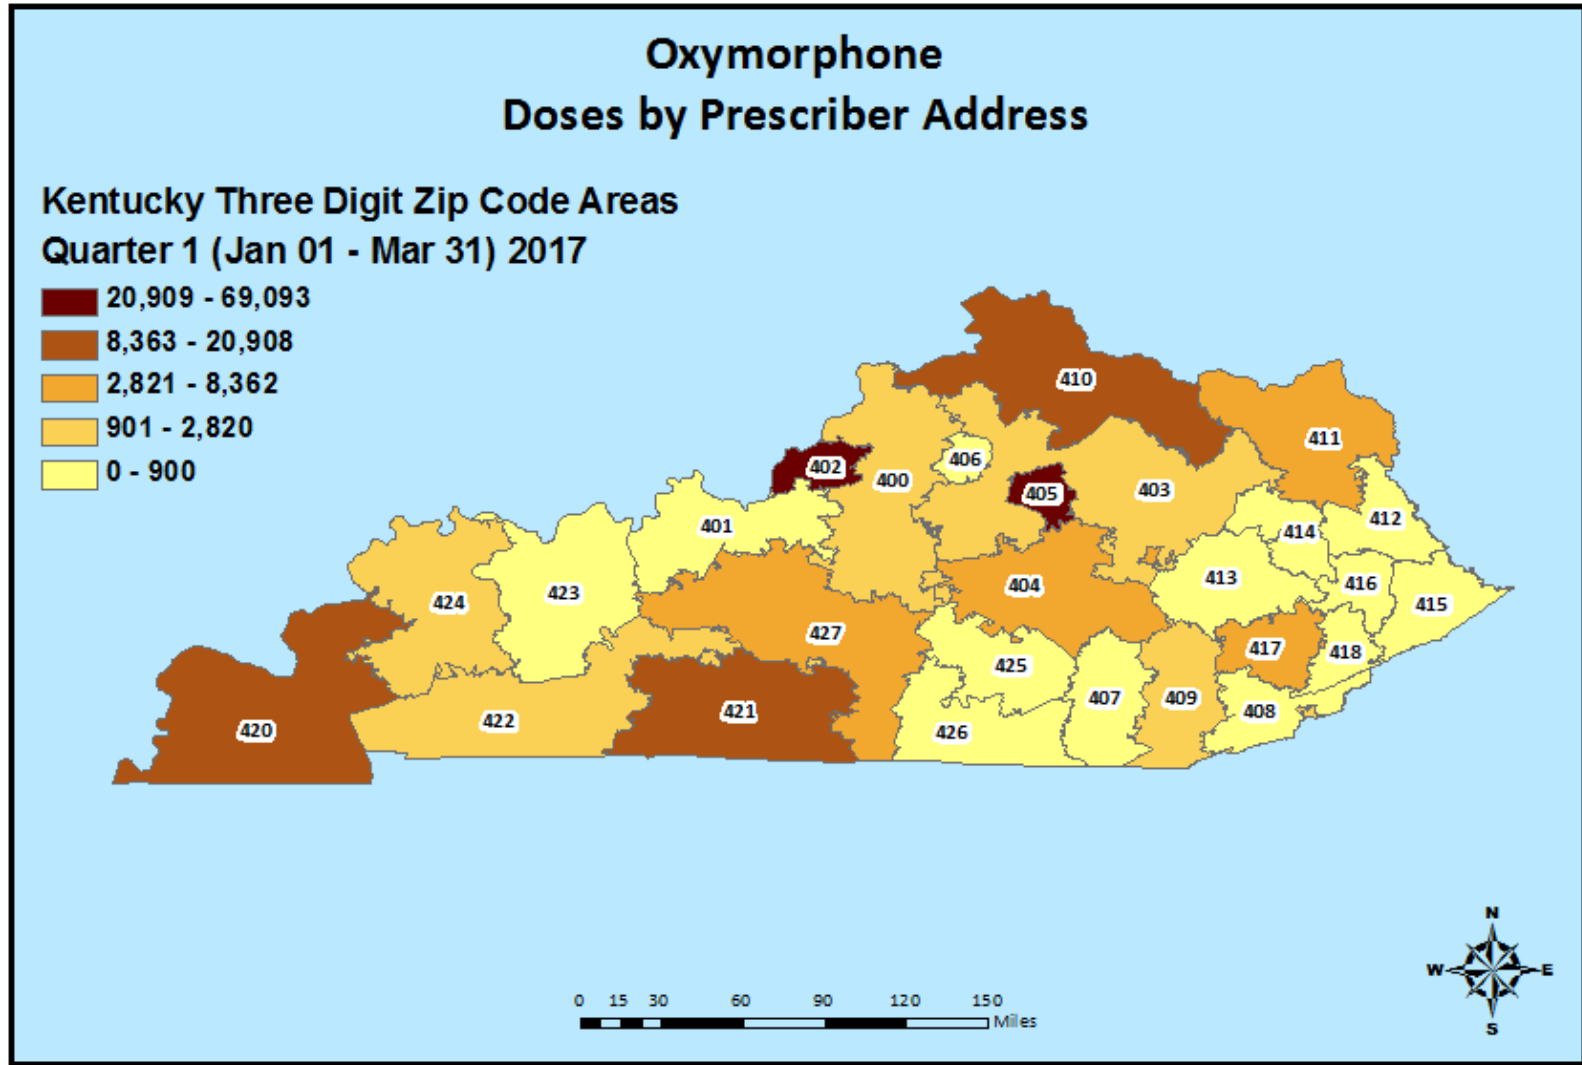 Oxymorphone
Doses by Prescriber Address
Kentucky Three Digit Zip Code Areas
Quarter 1 (Jan 01 - Mar 31) 2017
20,909 - 69,093
8,363 - 20,908
2,821 - 8,362
901 - 2,820
0 - 900
410
411
402
406
400
405
403
401
414
412
413
416
404
415
424
423
427
417
418
425
407
409
408
421
422
426
420
N
W E
S
0 15 30 60 90 120 150
Miles